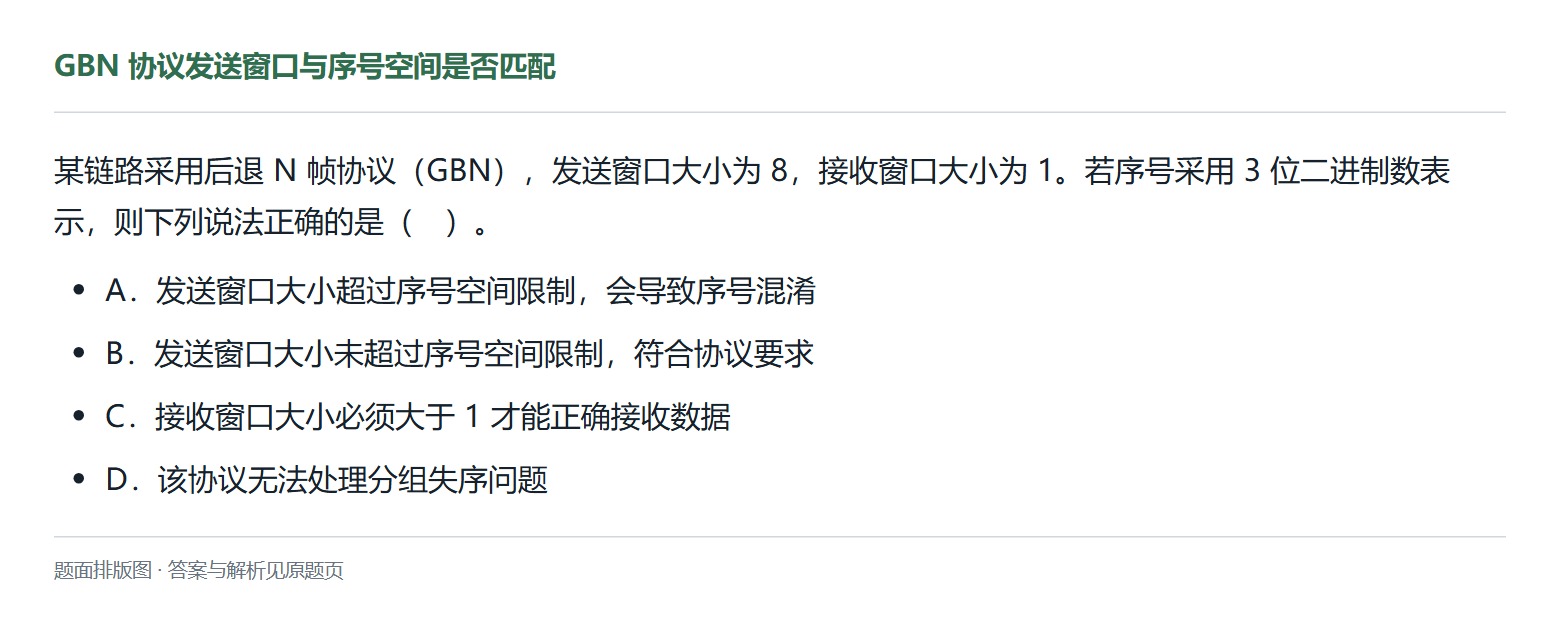 GBN 协议发送窗口与序号空间是否匹配
某链路采用后退 N 帧协议（GBN），发送窗口大小为 8，接收窗口大小为 1。若序号采用 3 位二进制数表
示，则下列说法正确的是（　）。
• A．发送窗口大小超过序号空间限制，会导致序号混淆
• B．发送窗口大小未超过序号空间限制，符合协议要求
• C．接收窗口大小必须大于 1 才能正确接收数据
• D．该协议无法处理分组失序问题
题面排版图 · 答案与解析见原题页